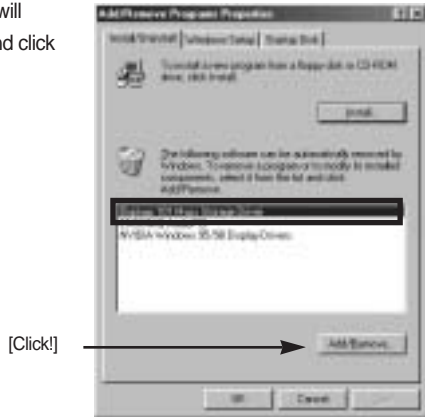 will
nd click
Add/Remove Programs Properties
Install/Uninstall Windows Setup Startup Disk
To install a new program from a floppy disk or CD-ROM
drive, click Install.
Install...
The following software can be automatically removed by
Windows. To remove a program or to modify its installed
components, select it from the list and click
Add/Remove.
NVIDIA Windows 95/98 Display Drivers
[Click!]
Add/Remove...
OK Cancel